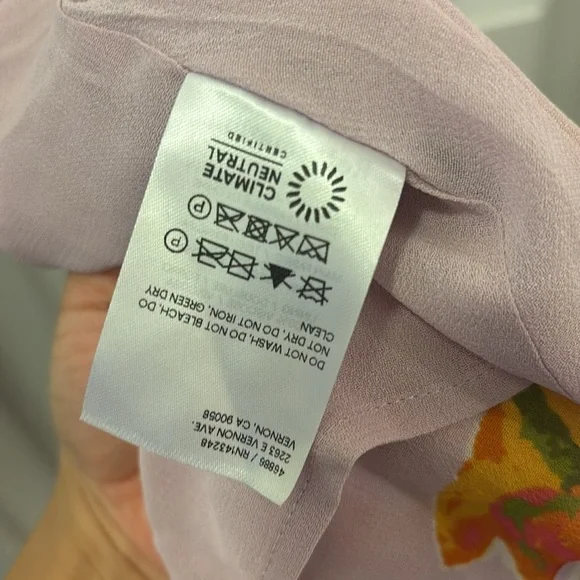 46886 / RN143248
2263 E VERNON AVE.
VERNON, CA 90058
DO NOT WASH, DO NOT BLEACH, DO
NOT DRY, DO NOT IRON, GREEN DRY
CLEAN
P
P
CLIMATE
NEUTRAL
CERTIFIED